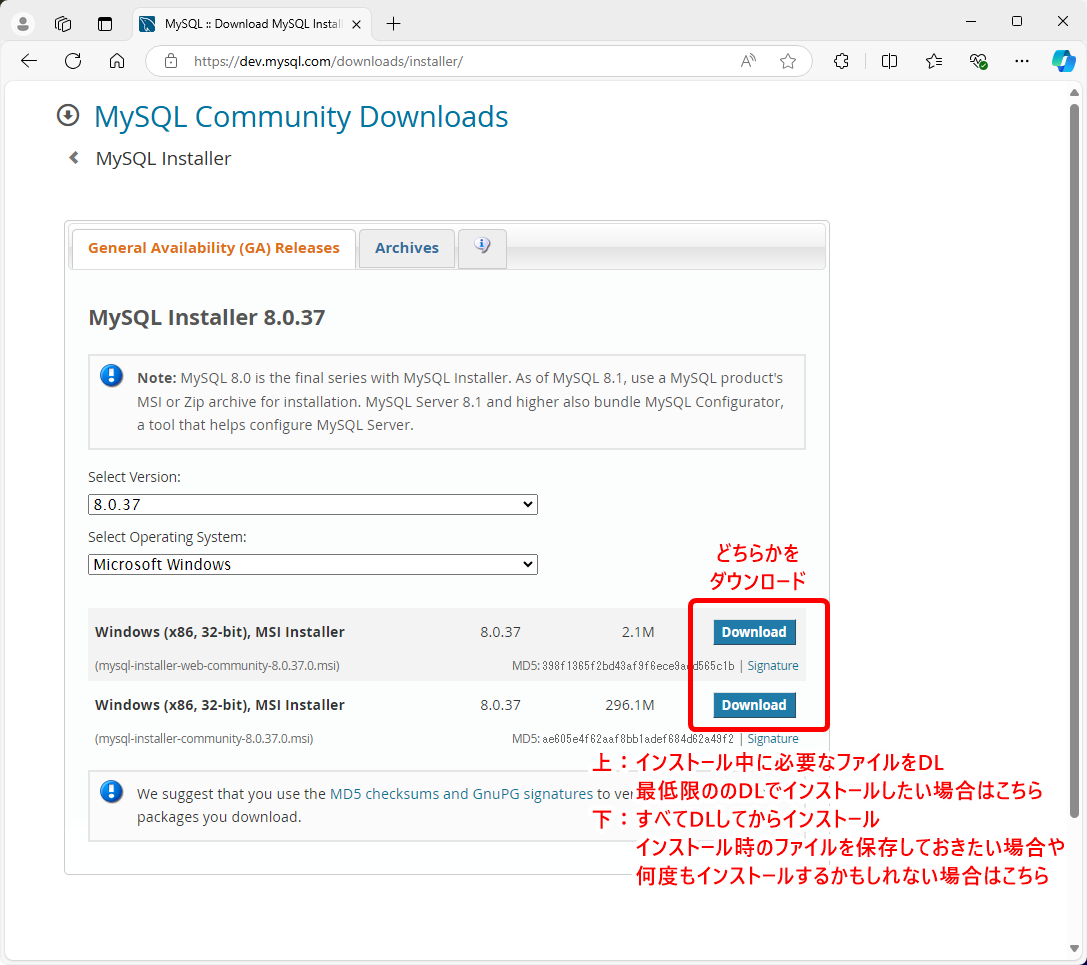 MySQL :: Download MySQL Instal
https://dev.mysql.com/downloads/installer/
MySQL Community Downloads
MySQL Installer
General Availability (GA) Releases
Archives
MySQL Installer 8.0.37
Note: MySQL 8.0 is the final series with MySQL Installer. As of MySQL 8.1, use a MySQL product's
MSI or Zip archive for installation. MySQL Server 8.1 and higher also bundle MySQL Configurator,
a tool that helps configure MySQL Server.
Select Version:
8.0.37
Select Operating System:
Microsoft Windows
どちらかを
ダウンロード
Windows (x86, 32-bit), MSI Installer 8.0.37 2.1M Download
(mysql-installer-web-community-8.0.37.0.msi) MD5: | Signature
Windows (x86, 32-bit), MSI Installer 8.0.37 296.1M Download
(mysql-installer-community-8.0.37.0.msi) MD5: ae605e4f62aaf8bb1adef684d62a49f2 | Signature
We suggest that you use the MD5 checksums and GnuPG signatures to
packages you download.
上：インストール中に必要なファイルをDL
最低限ののDLでインストールしたい場合はこちら
下：すべてDLしてからインストール
インストール時のファイルを保存しておきたい場合や
何度もインストールするかもしれない場合はこちら